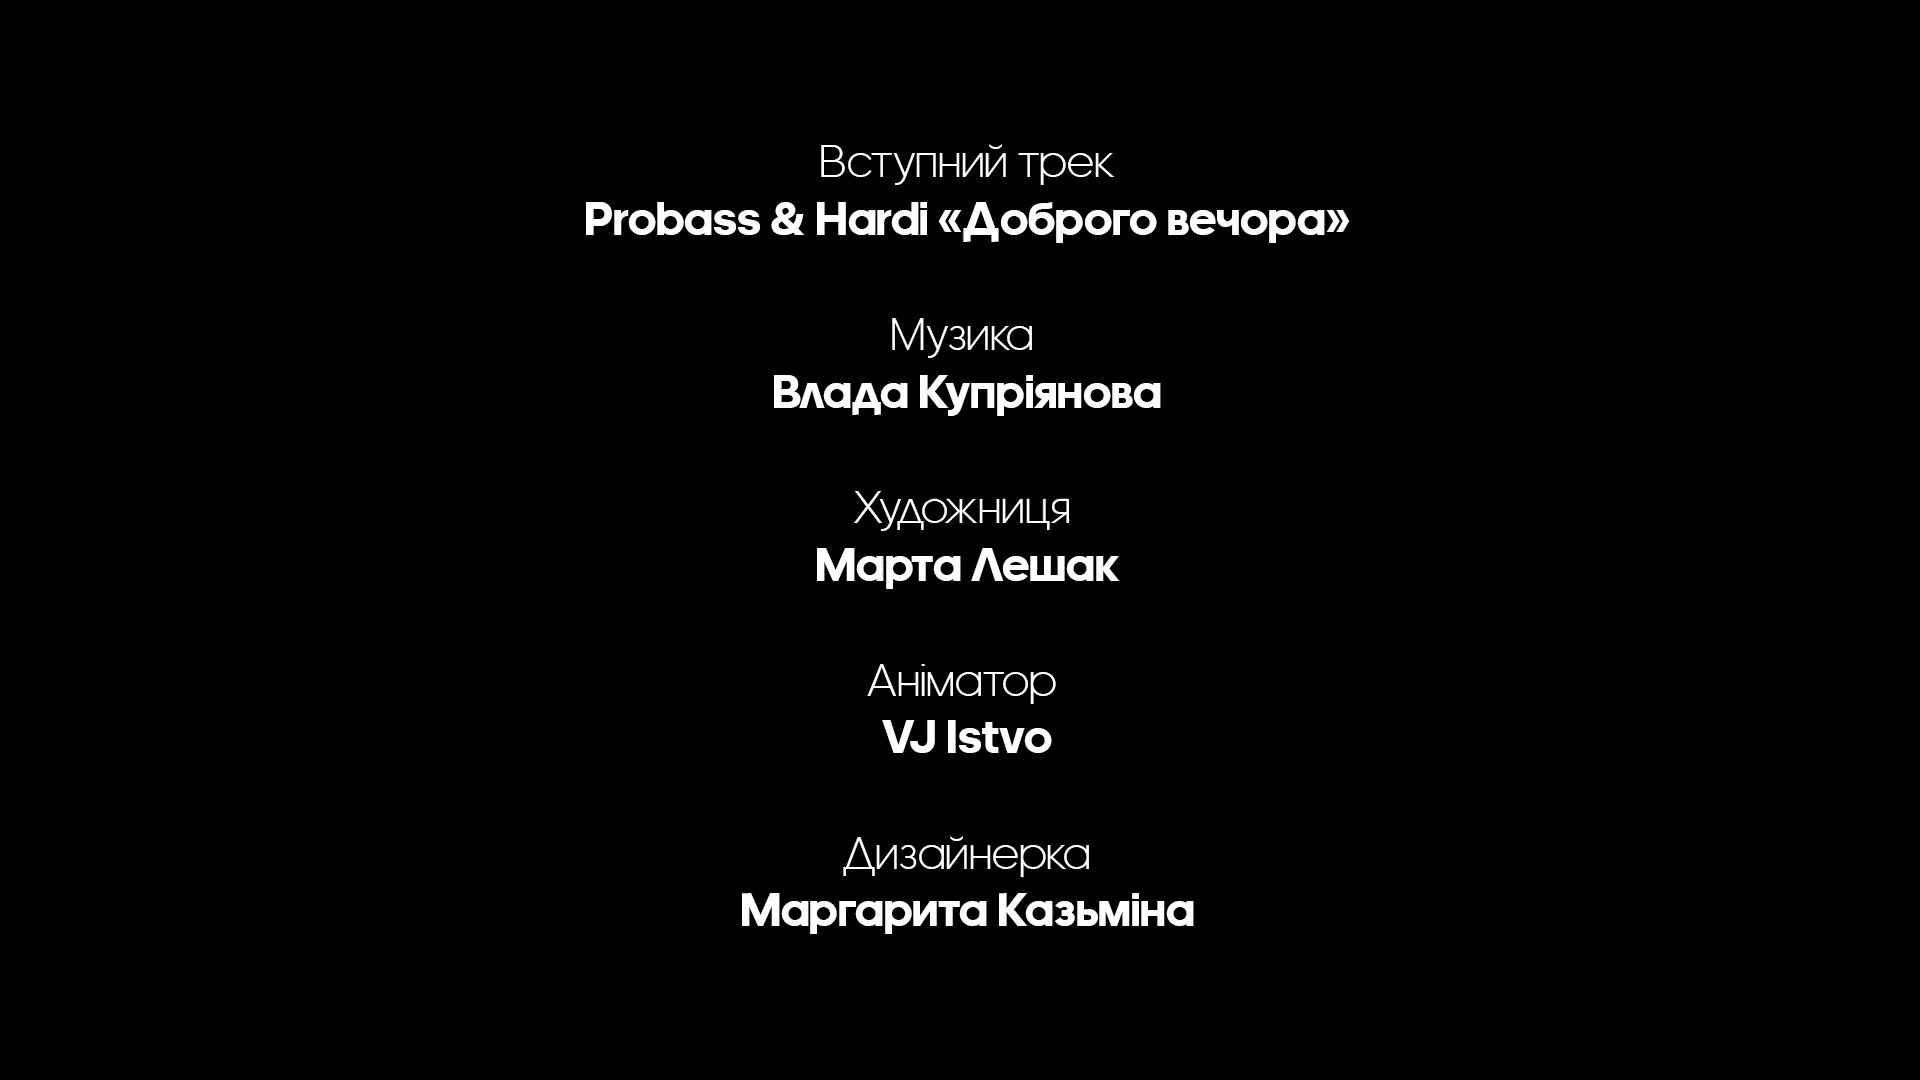 Вступний трек
Probass & Hardi «Доброго вечора»
Музика
Влада Купріянова
Художниця
Марта Лешак
Аніматор
VJ Istvo
Дизайнерка
Маргарита Казьміна